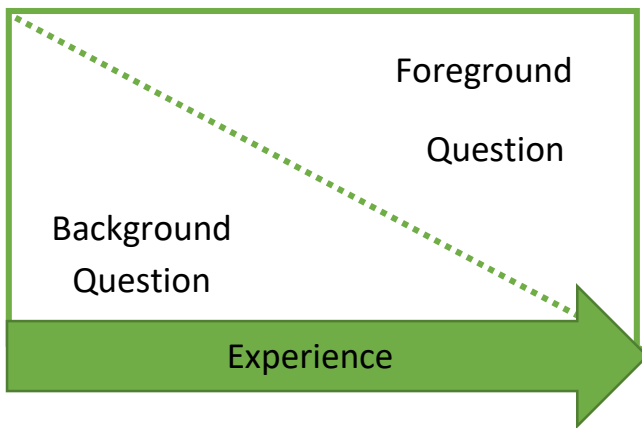 Foreground
Question
Background
Question
Experience